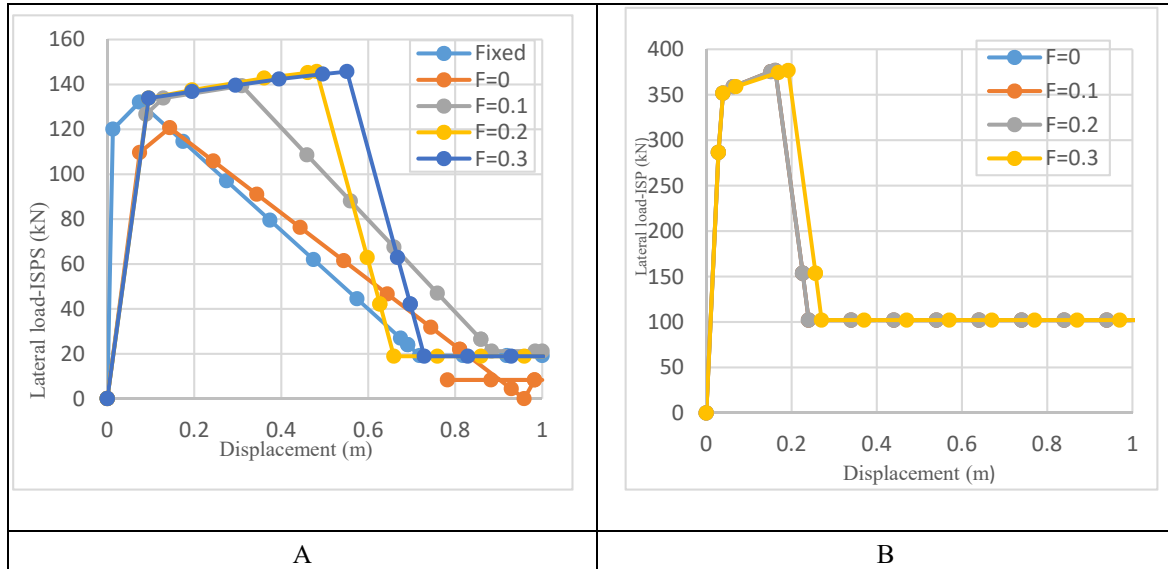 160
140
120
100
80
60
40
20
0
Lateral load-ISPS (kN)
0
0.2
0.4
0.6
0.8
1
Displacement (m)
Fixed
F=0
F=0.1
F=0.2
F=0.3
400
350
300
250
200
150
100
50
0
Lateral load-ISP (kN)
0
0.2
0.4
0.6
0.8
1
Displacement (m)
F=0
F=0.1
F=0.2
F=0.3
A
B